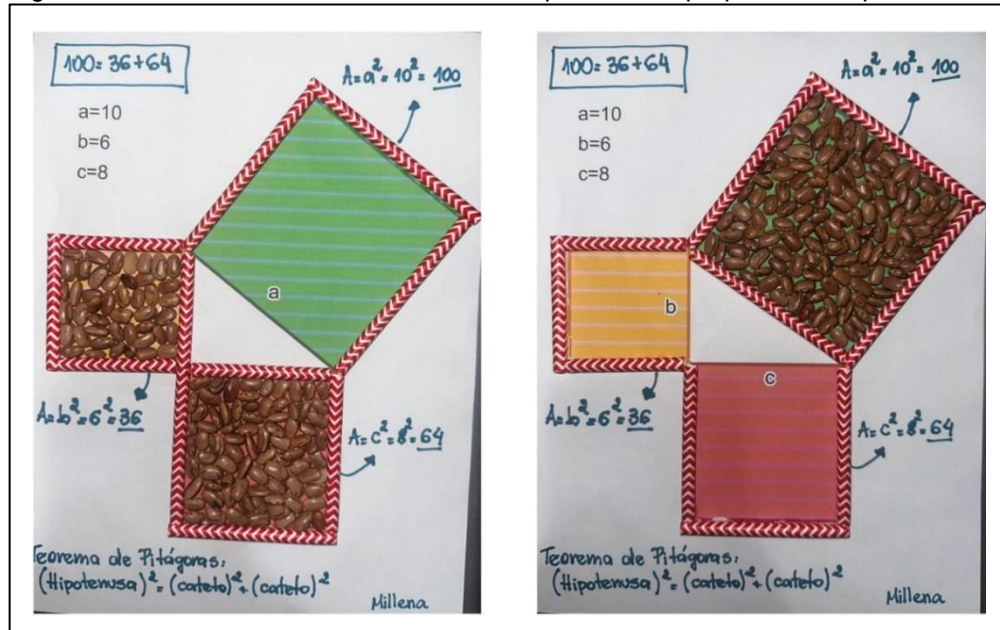 100=36+64
A=a²=10²=100
a=10
b=6
c=8
a
A=b²=6²=36
A=c²=8²=64
Teorema de Pitágoras:
(Hipotenusa)²=(cateto)²+(cateto)²
Millena
100=36+64
A=a²=10²=100
a=10
b=6
c=8
b
c
A=b²=6²=36
A=c²=8²=64
Teorema de Pitágoras:
(Hipotenusa)²=(cateto)²+(cateto)²
Millena